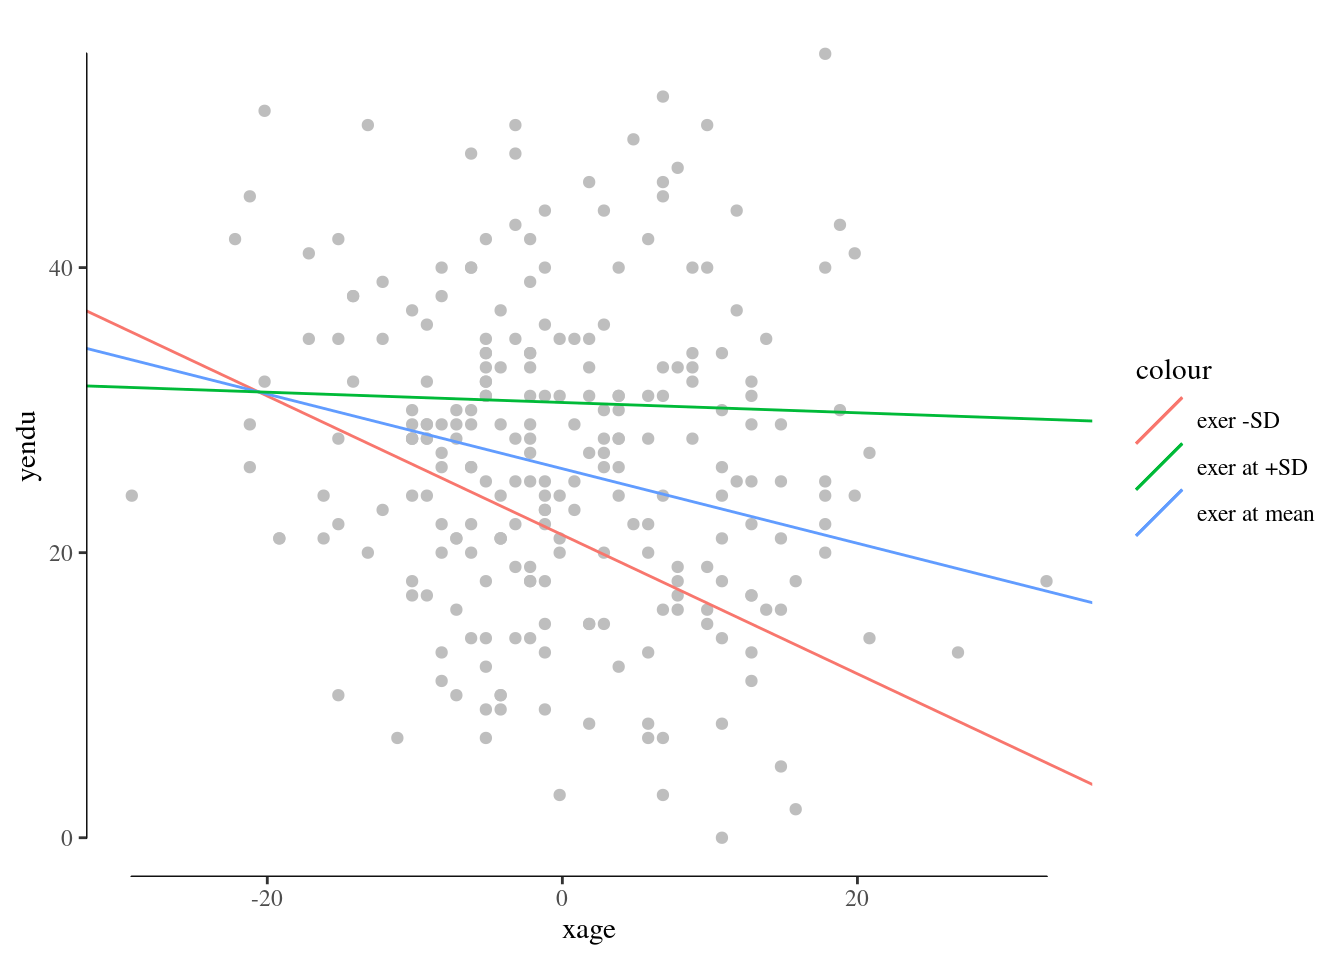 yendu
40
20
0
-20
0
20
xage
colour
exer -SD
exer at +SD
exer at mean